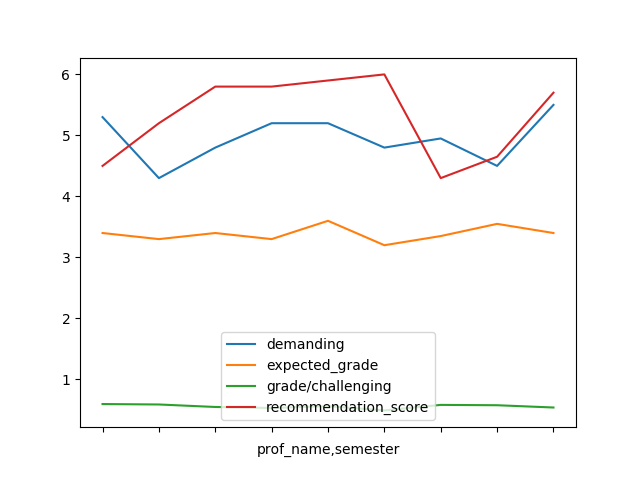 6
5
4
3
2
1
demanding
expected_grade
grade/challenging
recommendation_score
prof_name,semester